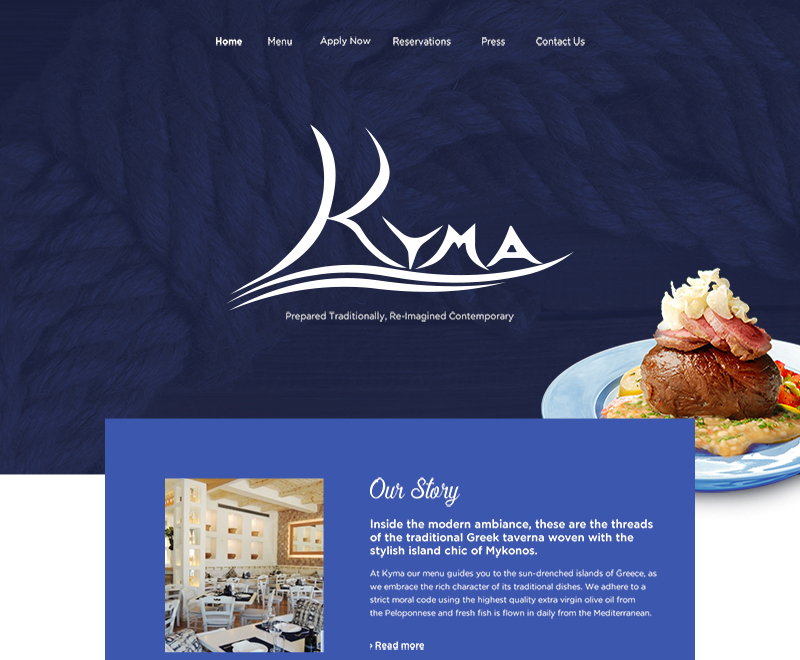 Home Menu Apply Now Reservations Press Contact Us
KYMA
Prepared Traditionally, Re-Imagined Contemporary
Our Story
Inside the modern ambiance, these are the threads
of the traditional Greek taverna woven with the
stylish island chic of Mykonos.
At Kyma our menu guides you to the sun-drenched islands of Greece, as
we embrace the rich character of its traditional dishes. We adhere to a
strict moral code using the highest quality extra virgin olive oil from
the Peloponnese and fresh fish is flown in daily from the Mediterranean.
› Read more